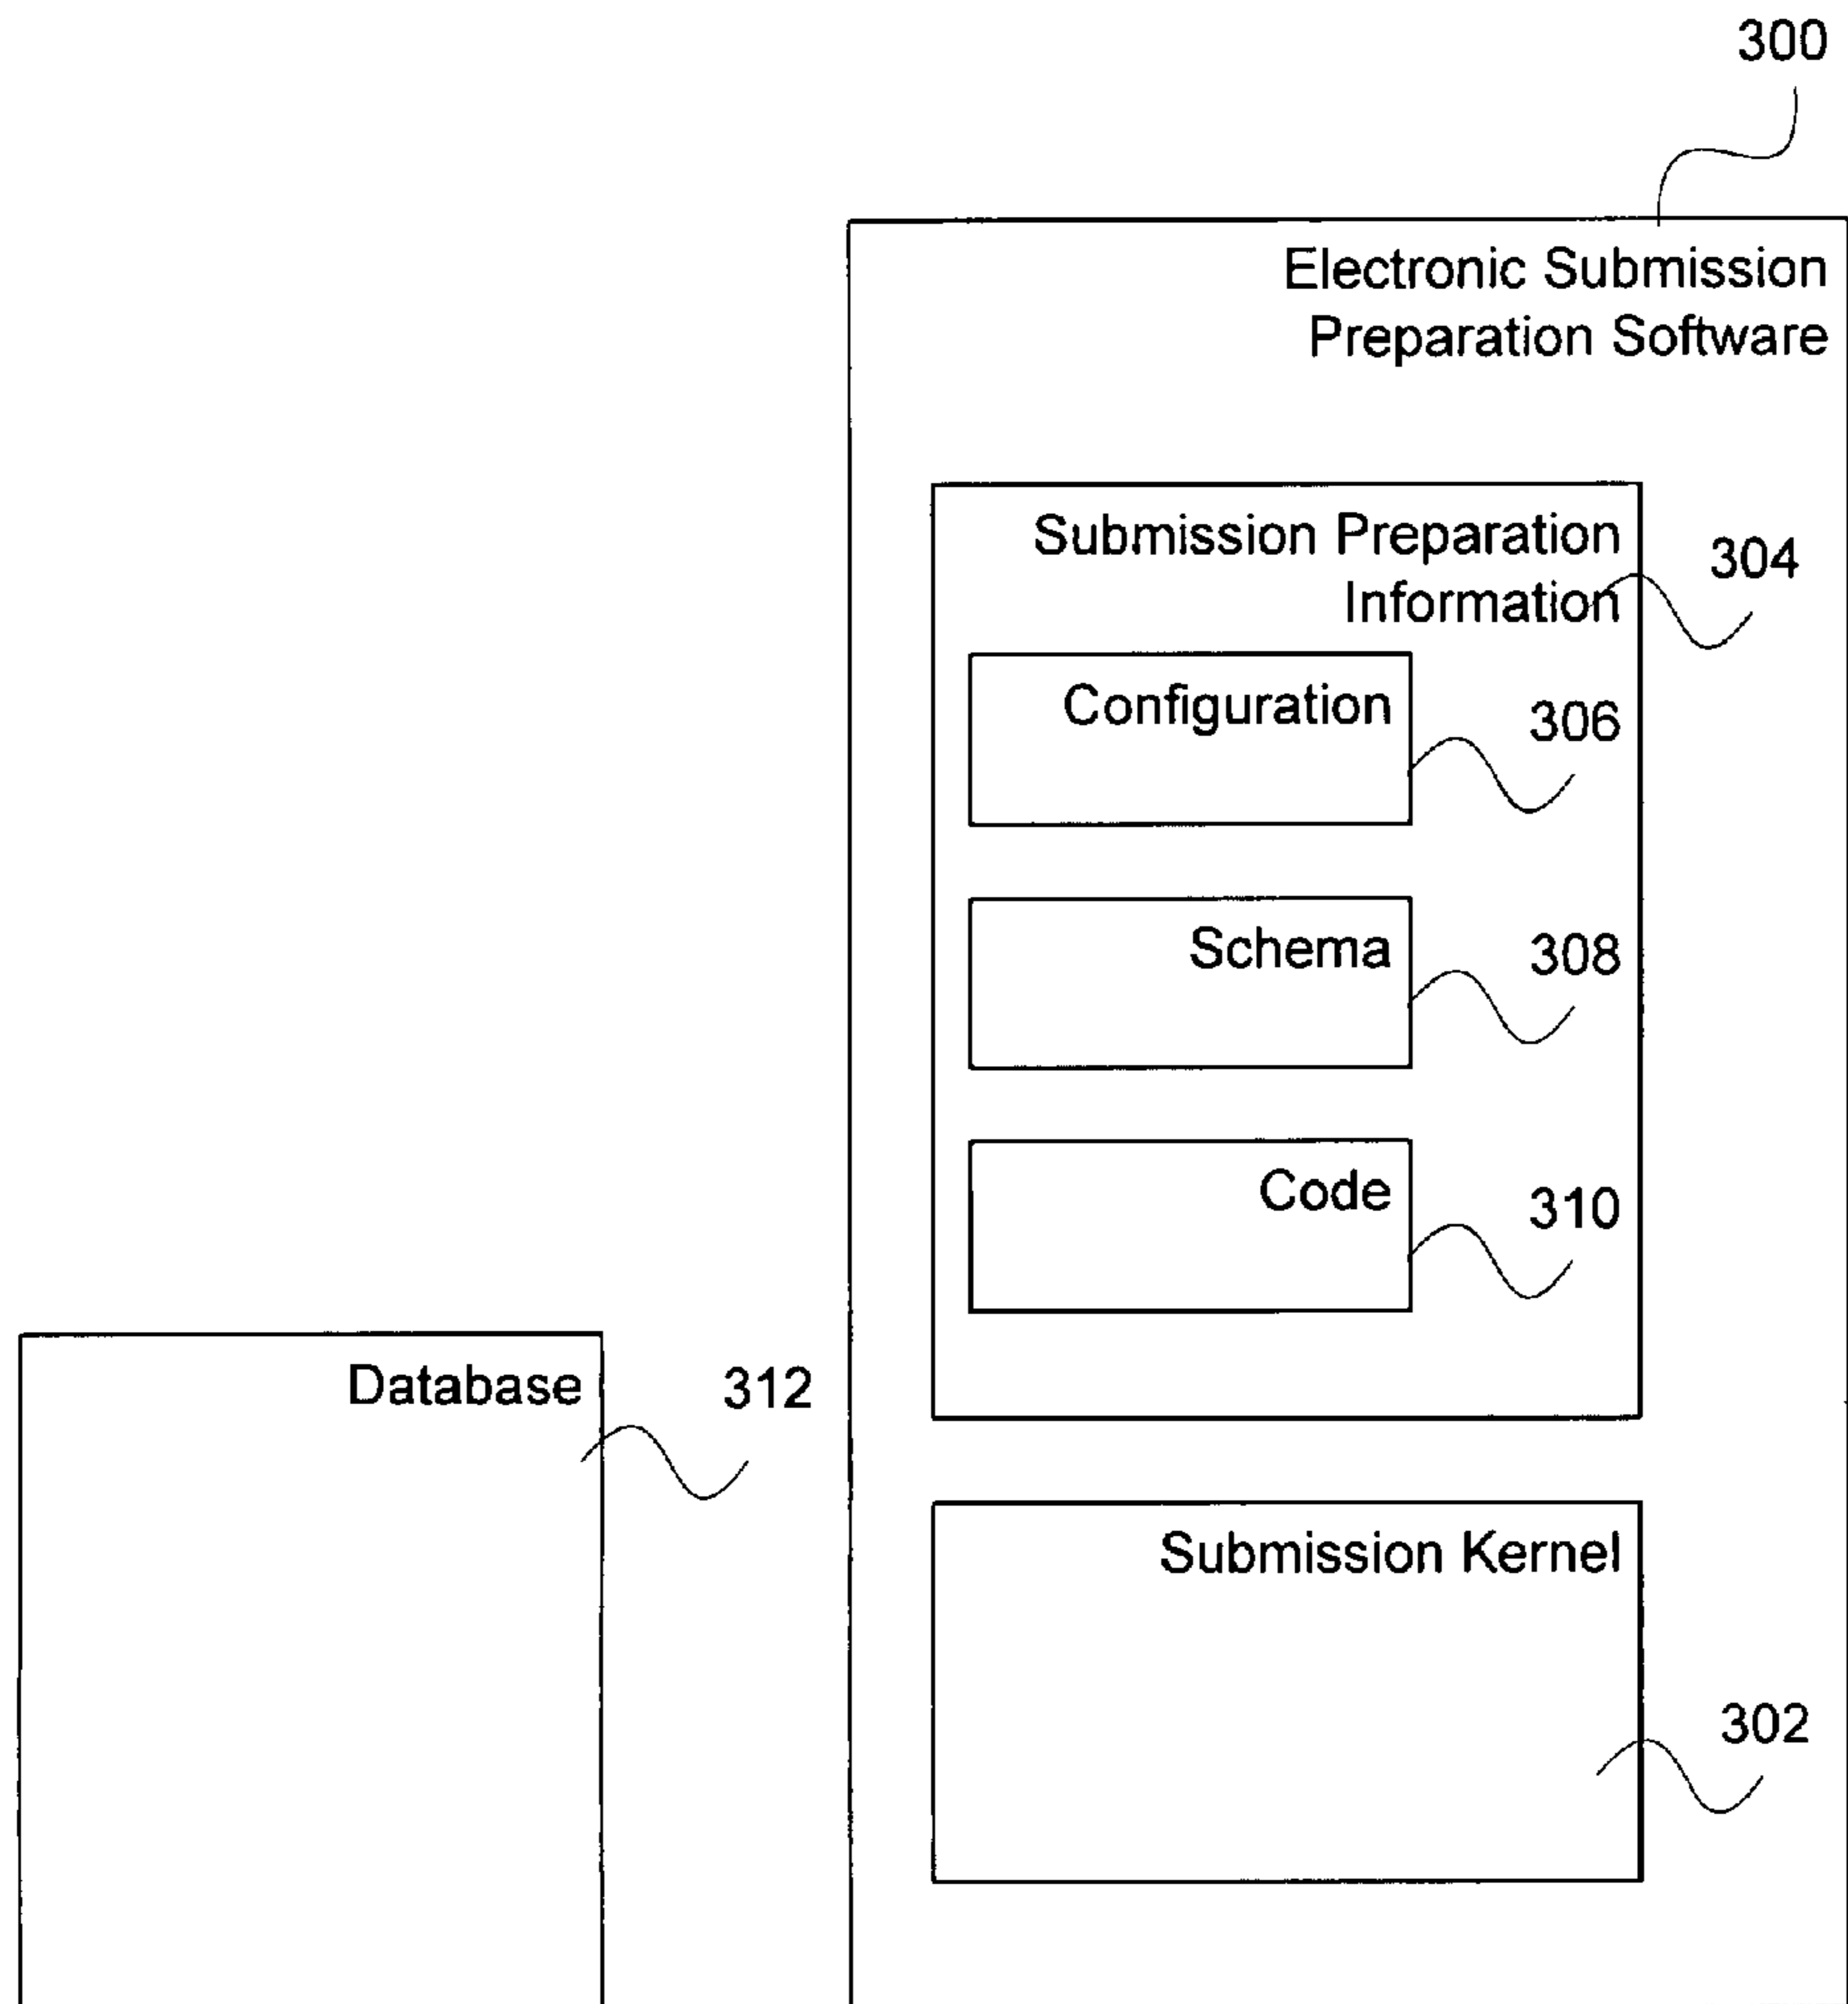 300
Electronic Submission
Preparation Software
Submission Preparation
Information
304
Configuration
306
Schema
308
Code
310
Database
312
Submission Kernel
302